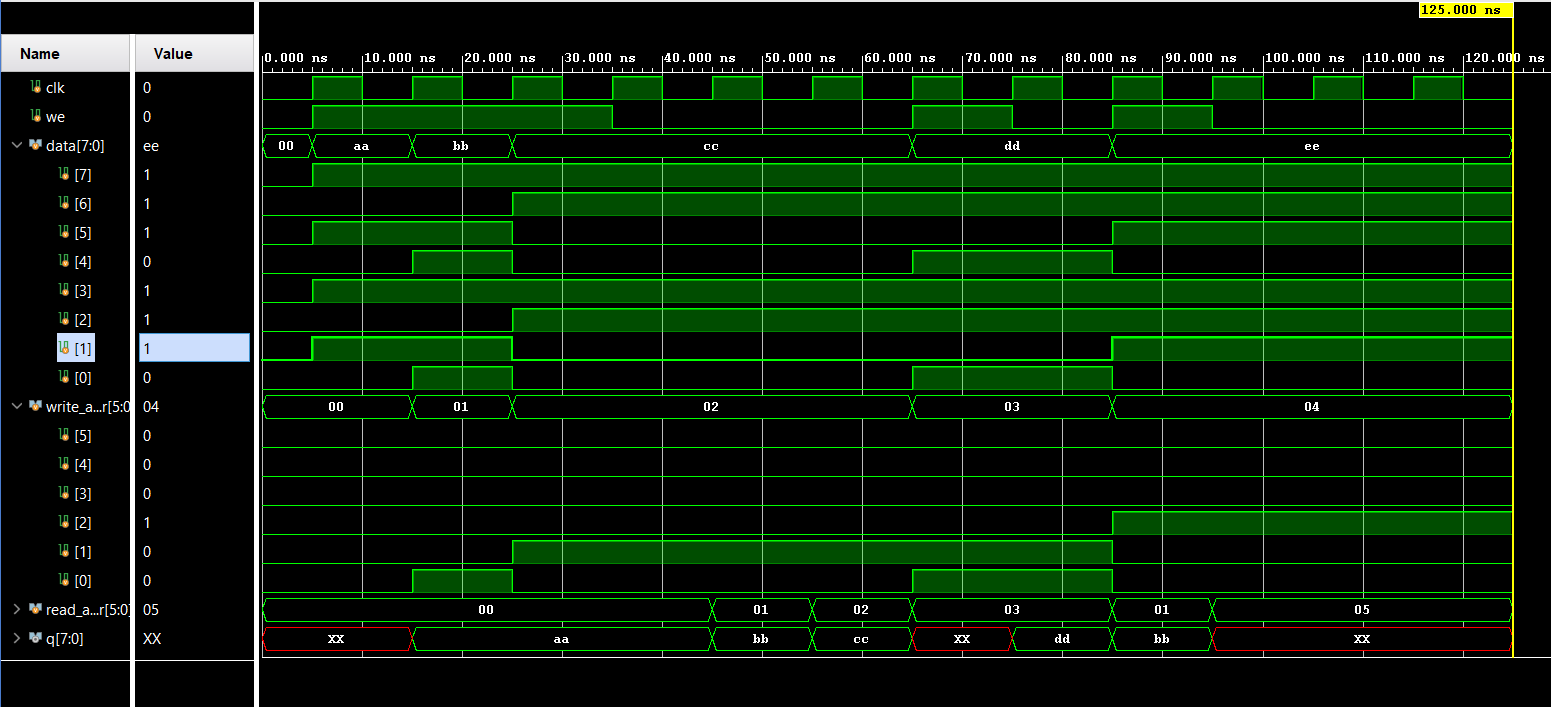 125.000 ns
Name Value
0.000 ns 10.000 ns 20.000 ns 30.000 ns 40.000 ns 50.000 ns 60.000 ns 70.000 ns 80.000 ns 90.000 ns 100.000 ns 110.000 ns 120.000 ns
clk 0
we 0
data[7:0] ee 00 aa bb cc dd ee
[7] 1
[6] 1
[5] 1
[4] 0
[3] 1
[2] 1
[1] 1
[0] 0
write_a...r[5:0 04 00 01 02 03 04
[5] 0
[4] 0
[3] 0
[2] 1
[1] 0
[0] 0
read_a...r[5:0] 05 00 01 02 03 01 05
q[7:0] XX XX aa bb cc XX dd bb XX